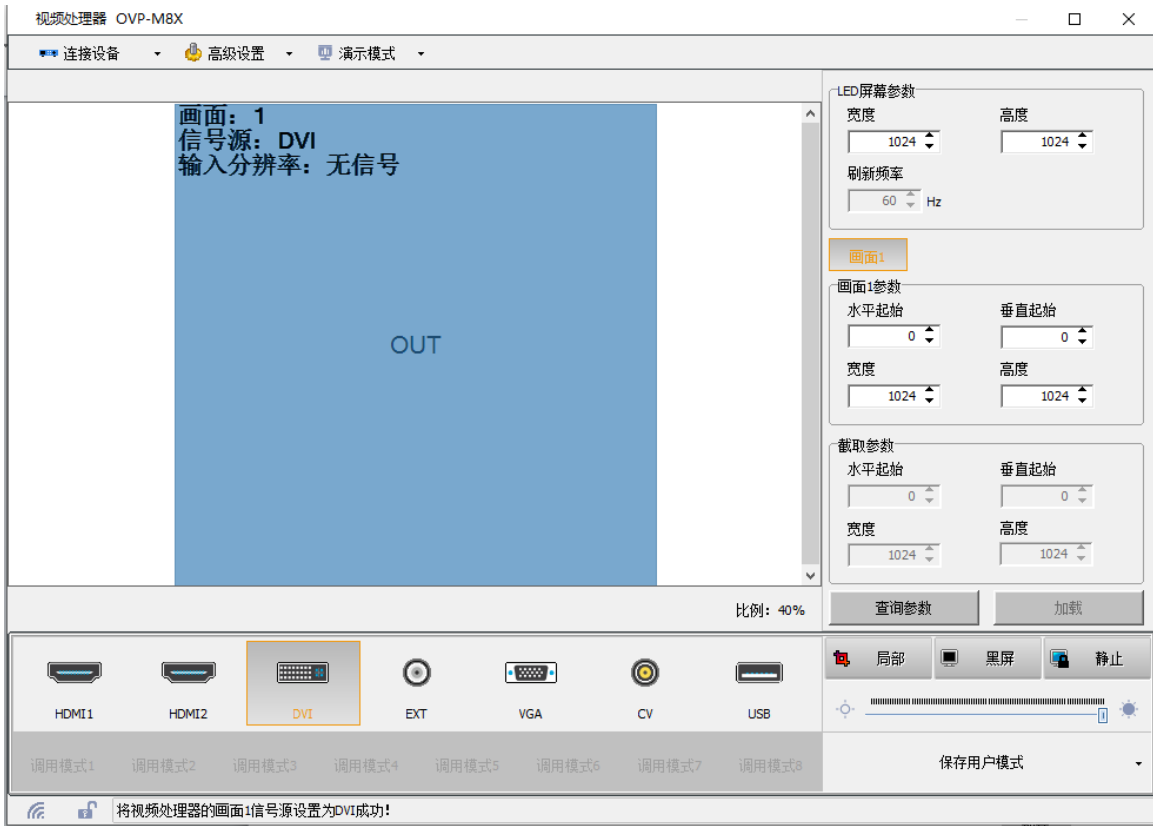 视频处理器 OVP-M8X
连接设备 高级设置 演示模式
画面：1
信号源：DVI
输入分辨率：无信号
OUT
比例：40%
LED屏幕参数
宽度 高度
1024 1024
刷新频率
60 Hz
画面1
画面1参数
水平起始 垂直起始
0 0
宽度 高度
1024 1024
截取参数
水平起始 垂直起始
0 0
宽度 高度
1024 1024
查询参数 加载
HDMI1 HDMI2 DVI EXT VGA CV USB
局部 黑屏 静止
调用模式1 调用模式2 调用模式3 调用模式4 调用模式5 调用模式6 调用模式7 调用模式8
保存用户模式
将视频处理器的画面1信号源设置为DVI成功!